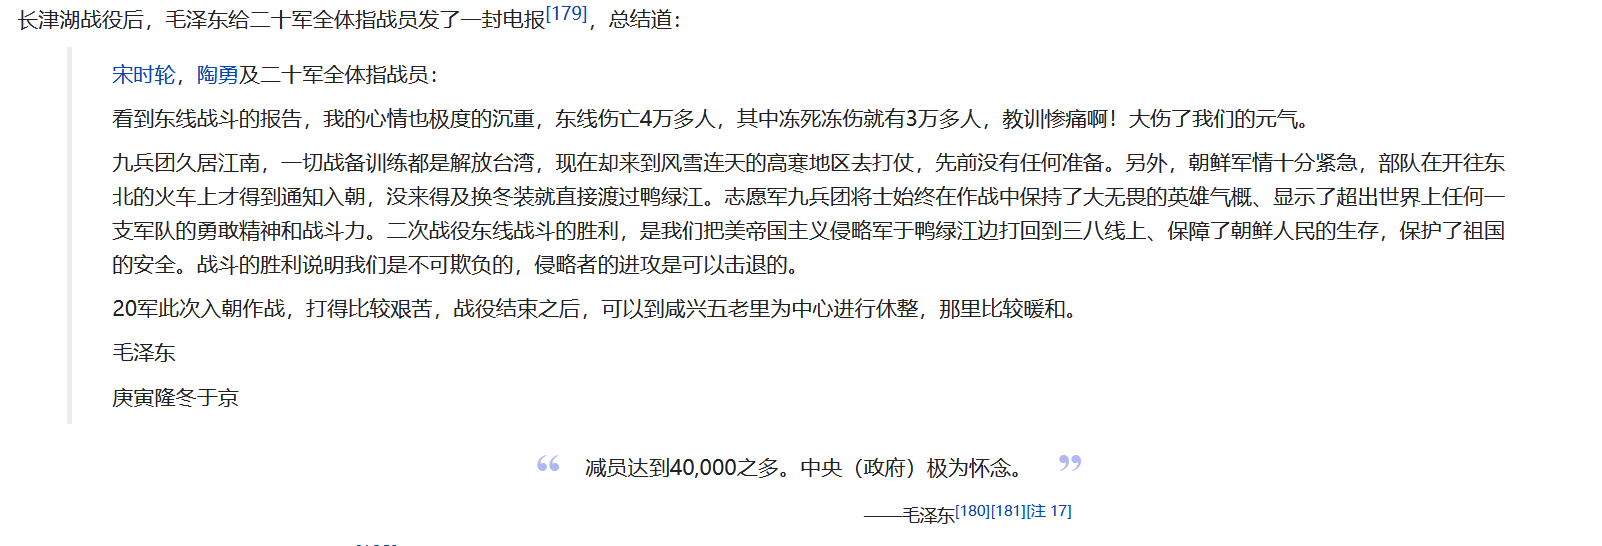 长津湖战役后，毛泽东给二十军全体指战员发了一封电报[179]，总结道：
宋时轮，陶勇及二十军全体指战员：
看到东线战斗的报告，我的心情也极度的沉重，东线伤亡4万多人，其中冻死冻伤就有3万多人，教训惨痛啊！大伤了我们的元气。
九兵团久居江南，一切战备训练都是解放台湾，现在却来到风雪连天的高寒地区去打仗，先前没有任何准备。另外，朝鲜军情十分紧急，部队在开往东
北的火车上才得到通知入朝，没来得及换冬装就直接渡过鸭绿江。志愿军九兵团将士始终在作战中保持了大无畏的英雄气概、显示了超出世界上任何一
支军队的勇敢精神和战斗力。二次战役东线战斗的胜利，是我们把美帝国主义侵略军于鸭绿江边打回到三八线上、保障了朝鲜人民的生存，保护了祖国
的安全。战斗的胜利说明我们是不可欺负的，侵略者的进攻是可以击退的。
20军此次入朝作战，打得比较艰苦，战役结束之后，可以到咸兴五老里为中心进行休整，那里比较暖和。
毛泽东
庚寅隆冬于京
“ 减员达到40,000之多。中央（政府）极为怀念。 ”
——毛泽东[180][181][注 17]